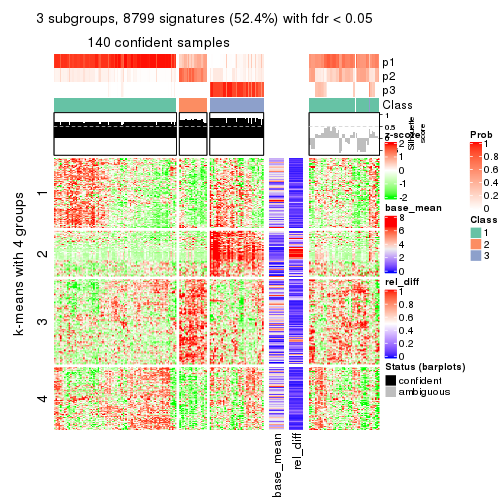 3 subgroups, 8799 signatures (52.4%) with fdr < 0.05
140 confident samples
p1
p2
p3
Class
1
0.5
0
Silhouette
score
z-score
2
1
0
-1
-2
Prob
1
0.8
0.6
0.4
0.2
0
base_mean
8
6
4
2
0
Class
1
2
3
rel_diff
1
0.8
0.6
0.4
0.2
0
Status (barplots)
confident
ambiguous
k-means with 4 groups
1
2
3
4
base_mean
rel_diff